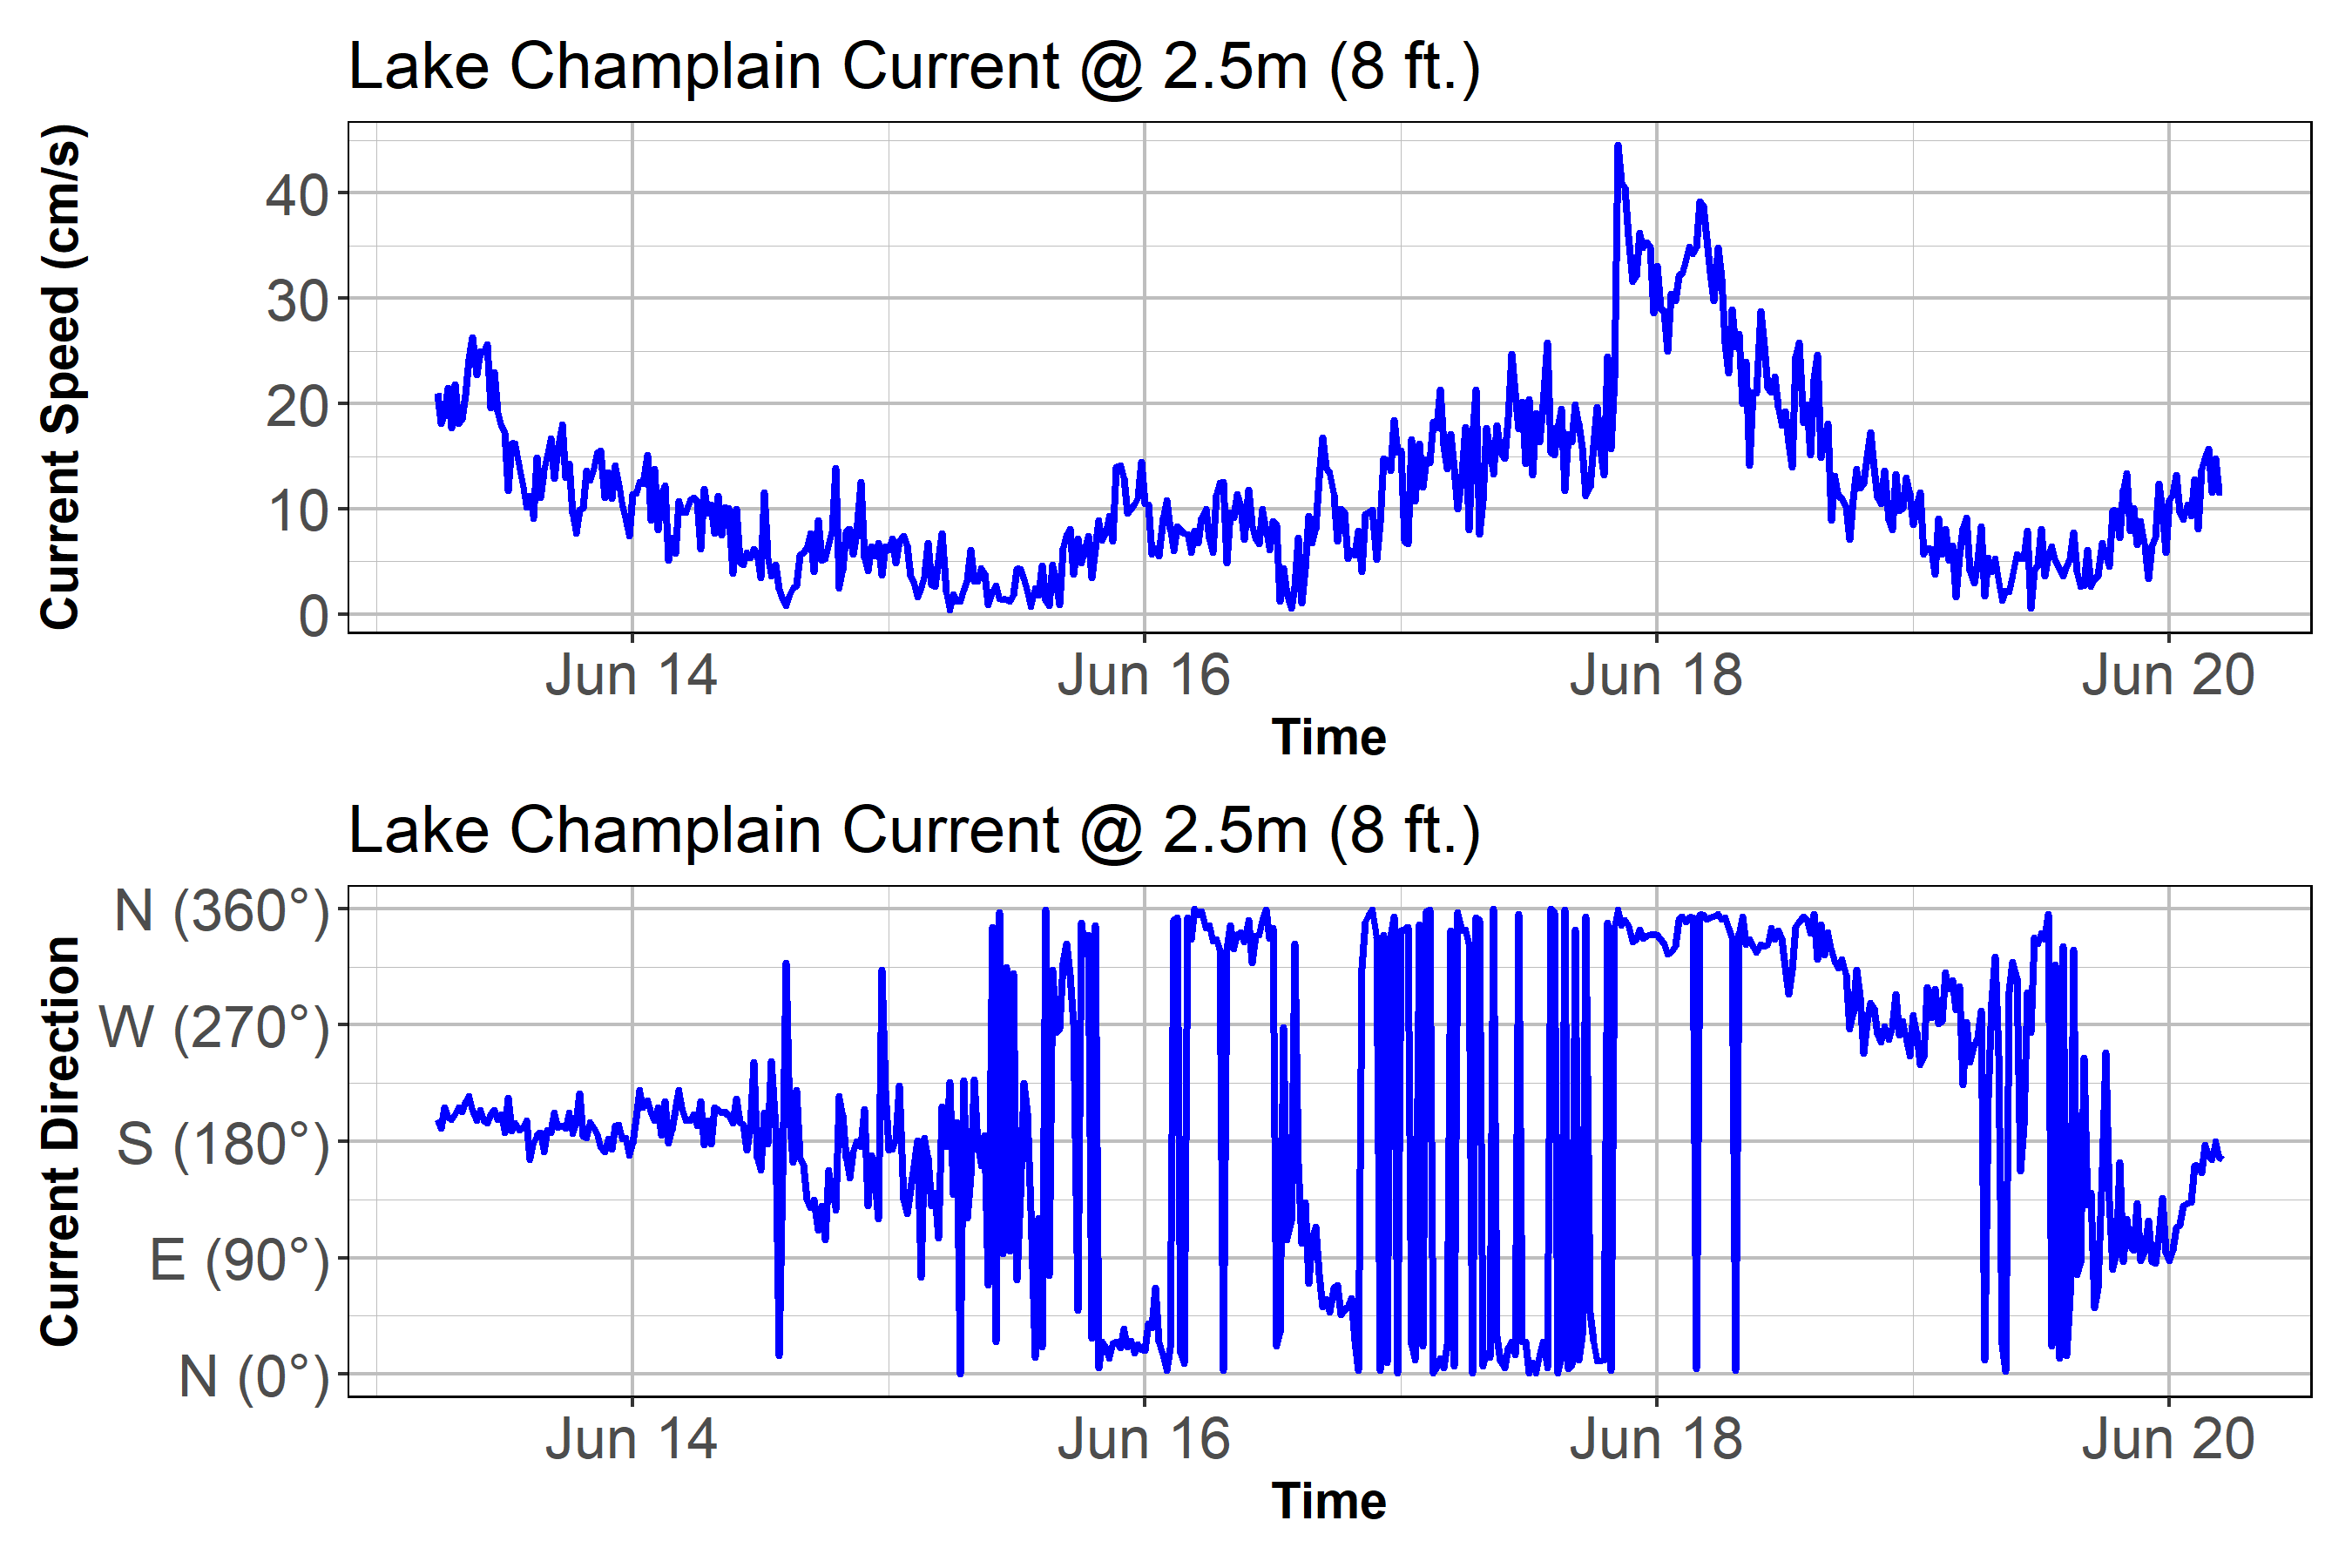 Lake Champlain Current @ 2.5m (8 ft.)
Current Speed (cm/s)
40
30
20
10
0
Jun 14 Jun 16 Jun 18 Jun 20
Time
Lake Champlain Current @ 2.5m (8 ft.)
Current Direction
N (360°)
W (270°)
S (180°)
E (90°)
N (0°)
Jun 14 Jun 16 Jun 18 Jun 20
Time